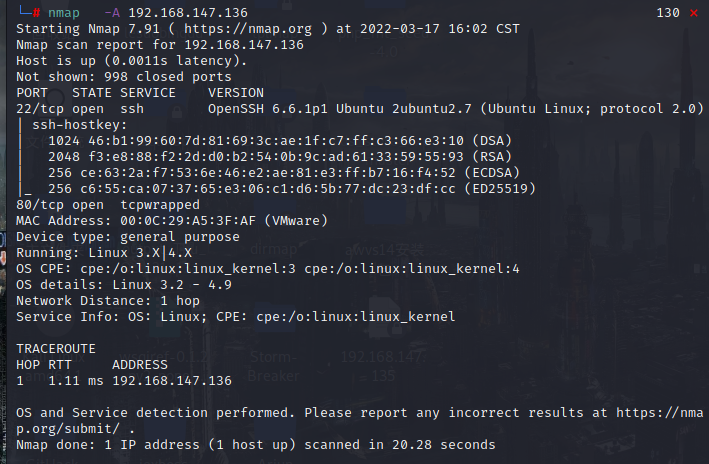 └─# nmap -A 192.168.147.136 130 ⨯
Starting Nmap 7.91 ( https://nmap.org ) at 2022-03-17 16:02 CST
Nmap scan report for 192.168.147.136
Host is up (0.0011s latency).
Not shown: 998 closed ports
PORT   STATE SERVICE    VERSION
22/tcp open  ssh        OpenSSH 6.6.1p1 Ubuntu 2ubuntu2.7 (Ubuntu Linux; protocol 2.0)
| ssh-hostkey:
|   1024 46:b1:99:60:7d:81:69:3c:ae:1f:c7:ff:c3:66:e3:10 (DSA)
|   2048 f3:e8:88:f2:2d:d0:b2:54:0b:9c:ad:61:33:59:55:93 (RSA)
|   256 ce:63:2a:f7:53:6e:46:e2:ae:81:e3:ff:b7:16:f4:52 (ECDSA)
|_  256 c6:55:ca:07:37:65:e3:06:c1:d6:5b:77:dc:23:df:cc (ED25519)
80/tcp open  tcpwrapped
MAC Address: 00:0C:29:A5:3F:AF (VMware)
Device type: general purpose
Running: Linux 3.X|4.X
OS CPE: cpe:/o:linux:linux_kernel:3 cpe:/o:linux:linux_kernel:4
OS details: Linux 3.2 - 4.9
Network Distance: 1 hop
Service Info: OS: Linux; CPE: cpe:/o:linux:linux_kernel
TRACEROUTE
HOP RTT     ADDRESS
1   1.11 ms 192.168.147.136
OS and Service detection performed. Please report any incorrect results at https://nma
p.org/submit/ .
Nmap done: 1 IP address (1 host up) scanned in 20.28 seconds
dirmap
Storm-
Breaker
192.168.147.
135